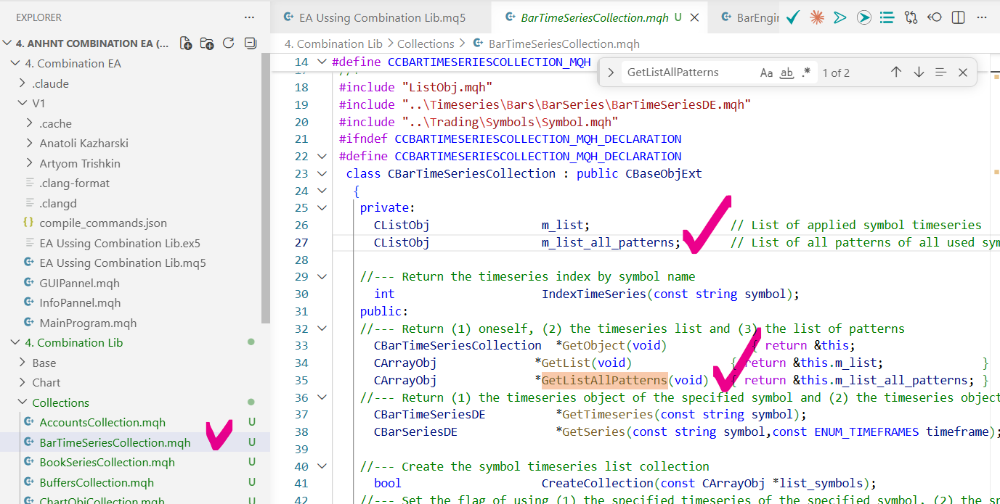 EXPLORER
4. ANHNT COMBINATION EA (...
4. Combination EA
.claude
V1
.cache
Anatoli Kazharski
Artyom Trishkin
.clang-format
.clangd
compile_commands.json
EA Ussing Combination Lib.ex5
EA Ussing Combination Lib.mq5
GUIPannel.mqh
InfoPannel.mqh
MainProgram.mqh
4. Combination Lib
Base
Chart
Collections
AccountsCollection.mqh U
BarTimeSeriesCollection.mqh U
BookSeriesCollection.mqh U
BuffersCollection.mqh U
ChartObjCollection.mqh U
EA Ussing Combination Lib.mq5 BarTimeSeriesCollection.mqh U BarEngin
4. Combination Lib > Collections > BarTimeSeriesCollection.mqh
GetListAllPatterns Aa ab .* 1 of 2
14 #define CCBARTIMESERIESCOLLECTION_MQH
18 #include "ListObj.mqh"
19 #include "..\Timeseries\Bars\BarSeries\BarTimeSeriesDE.mqh"
20 #include "..\Trading\Symbols\Symbol.mqh"
21 #ifndef CCBARTIMESERIESCOLLECTION_MQH_DECLARATION
22 #define CCBARTIMESERIESCOLLECTION_MQH_DECLARATION
23 class CBarTimeSeriesCollection : public CBaseObjExt
24 {
25 private:
26 CListObj m_list; // List of applied symbol timeseries
27 CListObj m_list_all_patterns; // List of all patterns of all used sym
28
29 //--- Return the timeseries index by symbol name
30 int IndexTimeSeries(const string symbol);
31 public:
32 //--- Return (1) oneself, (2) the timeseries list and (3) the list of patterns
33 CBarTimeSeriesCollection *GetObject(void) { return &this;
34 CArrayObj *GetList(void) { return &this.m_list; }
35 CArrayObj *GetListAllPatterns(void) { return &this.m_list_all_patterns; }
36 //--- Return (1) the timeseries object of the specified symbol and (2) the timeseries object
37 CBarTimeSeriesDE *GetTimeseries(const string symbol);
38 CBarSeriesDE *GetSeries(const string symbol,const ENUM_TIMEFRAMES timeframe);
39
40 //--- Create the symbol timeseries list collection
41 bool CreateCollection(const CArrayObj *list_symbols);
42 //--- Set the flag of using (1) the specified timeseries of the specified symbol, (2) the sp